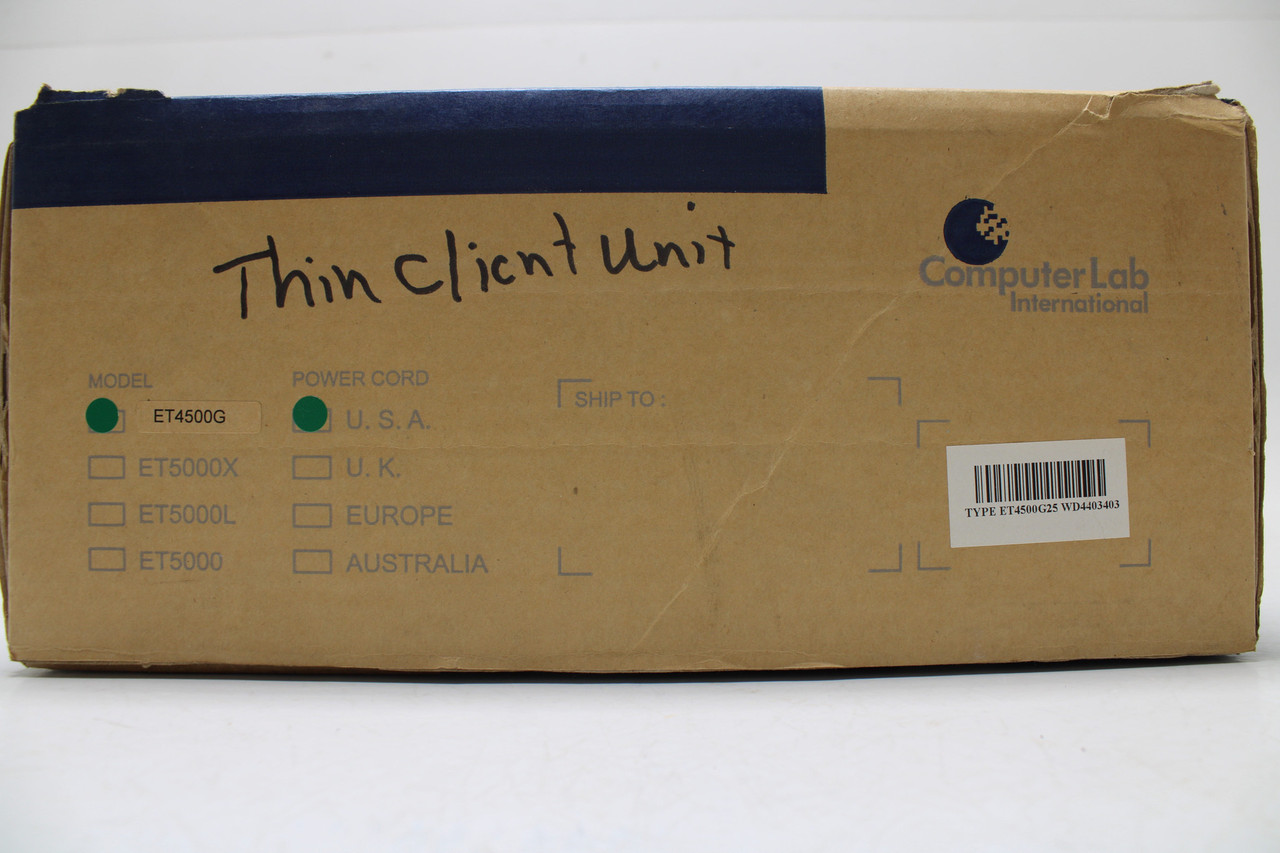 Thin Client Unit
Computer Lab
International
MODEL
ET4500G
ET5000X
ET5000L
ET5000
POWER CORD
U. S. A.
U. K.
EUROPE
AUSTRALIA
SHIP TO :
TYPE ET4500G25 WD4403403